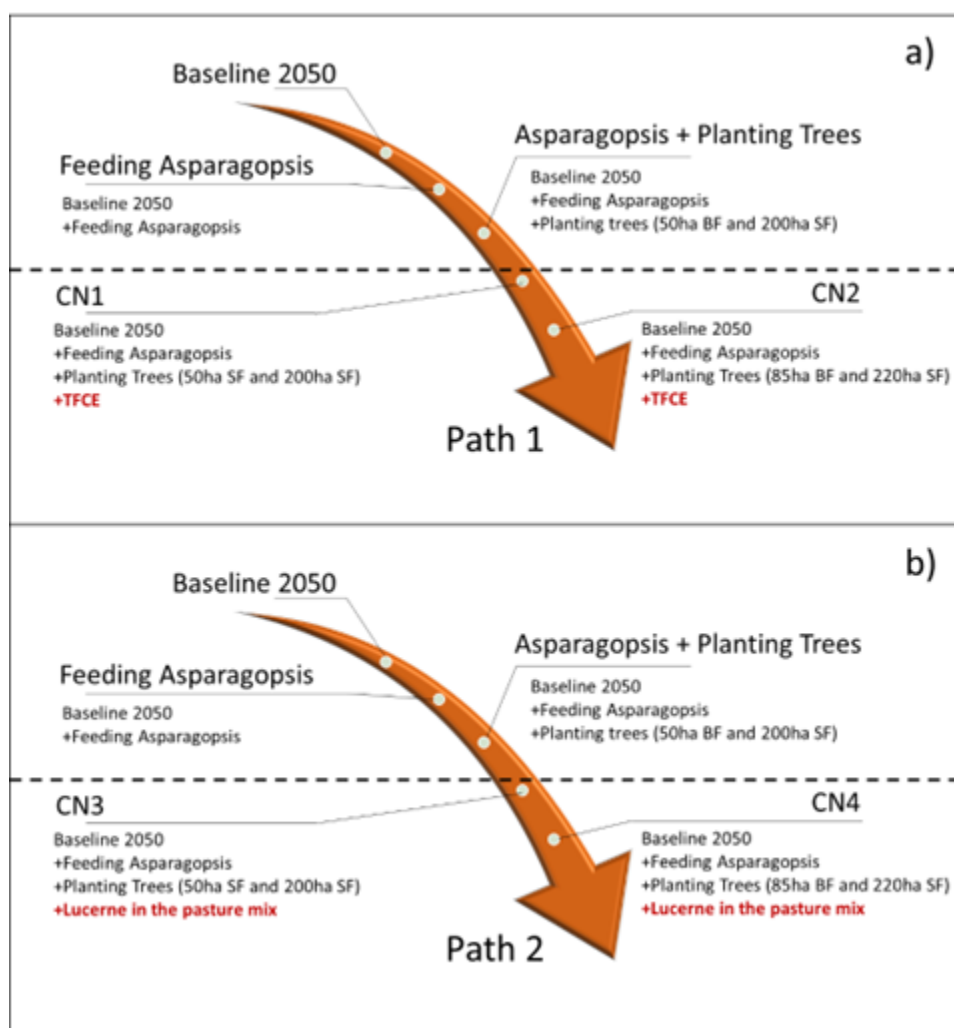 a)
Baseline 2050
Asparagopsis + Planting Trees
Baseline 2050
+Feeding Asparagopsis
+Planting trees (50ha BF and 200ha SF)
Feeding Asparagopsis
Baseline 2050
+Feeding Asparagopsis
CN1
Baseline 2050
+Feeding Asparagopsis
+Planting Trees (50ha SF and 200ha SF)
+TFCE
CN2
Baseline 2050
+Feeding Asparagopsis
+Planting Trees (85ha BF and 220ha SF)
+TFCE
Path 1
b)
Baseline 2050
Asparagopsis + Planting Trees
Baseline 2050
+Feeding Asparagopsis
+Planting trees (50ha BF and 200ha SF)
Feeding Asparagopsis
Baseline 2050
+Feeding Asparagopsis
CN3
Baseline 2050
+Feeding Asparagopsis
+Planting Trees (50ha SF and 200ha SF)
+Lucerne in the pasture mix
CN4
Baseline 2050
+Feeding Asparagopsis
+Planting Trees (85ha BF and 220ha SF)
+Lucerne in the pasture mix
Path 2